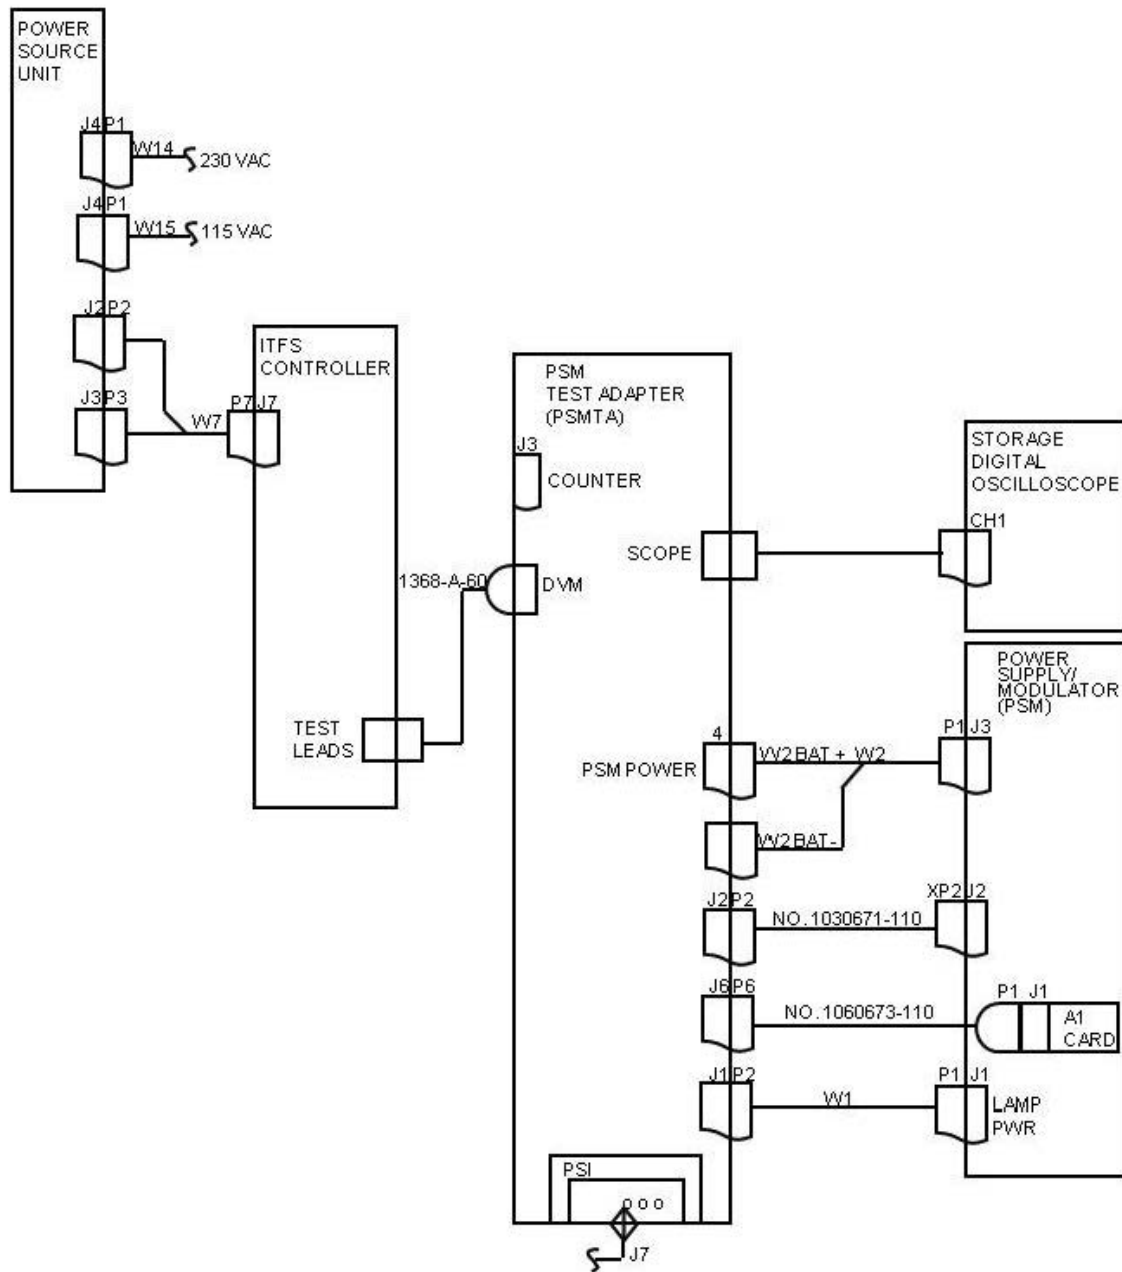 POWER
SOURCE
UNIT
J4 P1
W14
230 VAC
J4 P1
W15
115 VAC
J2 P2
J3 P3
W7
P7 J7
ITFS
CONTROLLER
TEST
LEADS
1368-A-60
PSM
TEST ADAPTER
(PSMTA)
J3
COUNTER
DVM
SCOPE
CH1
STORAGE
DIGITAL
OSCILLOSCOPE
POWER
SUPPLY/
MODULATOR
(PSM)
4
PSM POWER
W2 BAT + W2
P1 J3
W2 BAT-
J2 P2
NO. 1030671-110
XP2 J2
J6 P6
NO. 1060673-110
P1 J1
A1
CARD
J1 P2
W1
P1 J1
LAMP
PWR
PSI
J7